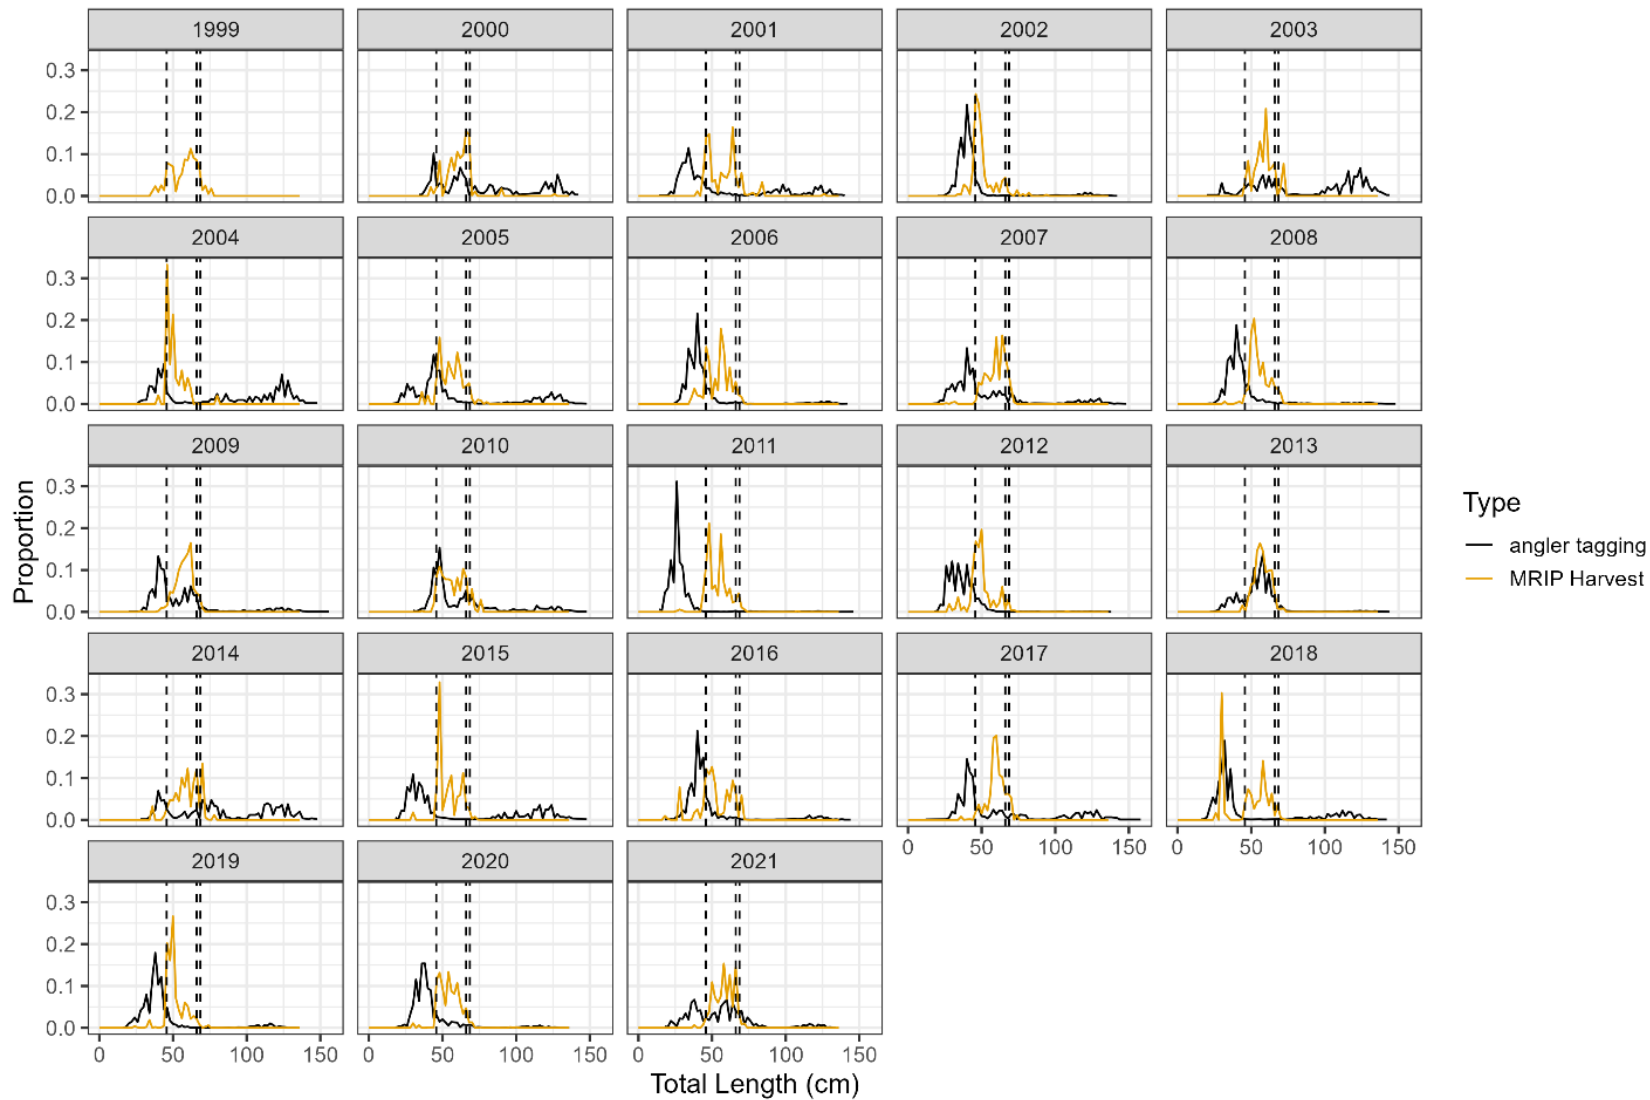 1999 2000 2001 2002 2003
0.3
0.2
0.1
0.0
2004 2005 2006 2007 2008
0.3
0.2
0.1
0.0
2009 2010 2011 2012 2013
0.3
0.2
0.1
0.0
Proportion
Type
angler tagging
MRIP Harvest
2014 2015 2016 2017 2018
0.3
0.2
0.1
0.0
0 50 100 150 0 50 100 150
2019 2020 2021
0.3
0.2
0.1
0.0
0 50 100 150 0 50 100 150 0 50 100 150
Total Length (cm)